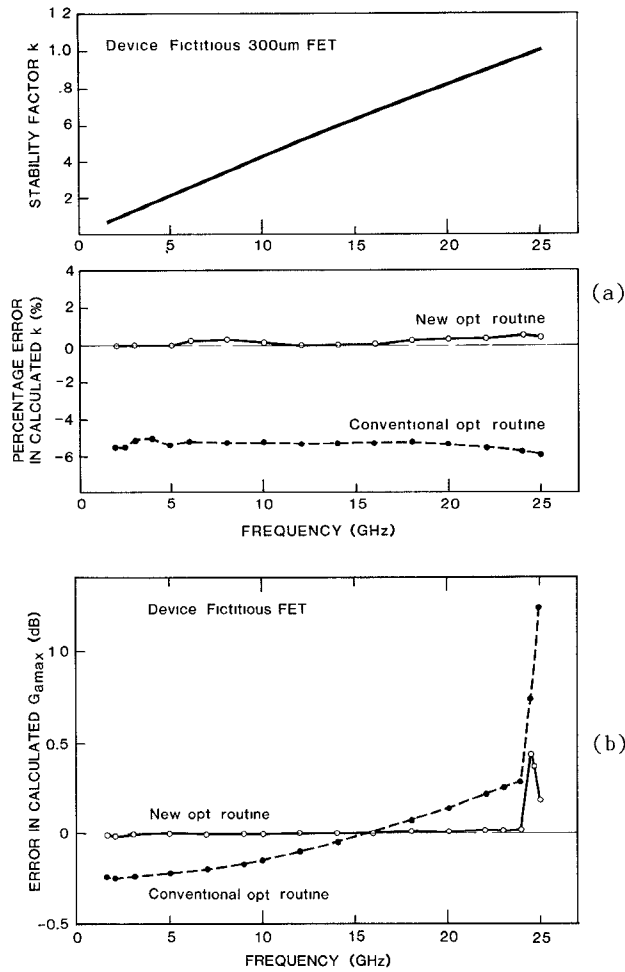 STABILITY FACTOR k
Device Fictitious 300um FET
1.0
.8
.6
.4
2
0
5
10
15
20
25
PERCENTAGE ERROR
IN CALCULATED k (%)
4
2
0
-2
-4
-6
New opt routine
Conventional opt routine
(a)
0
5
10
15
20
25
FREQUENCY (GHz)
ERROR IN CALCULATED Gamax (dB)
Device Fictitious FET
1 0
0.5
0
-0.5
New opt routine
Conventional opt routine
(b)
0
5
10
15
20
25
FREQUENCY (GHz)